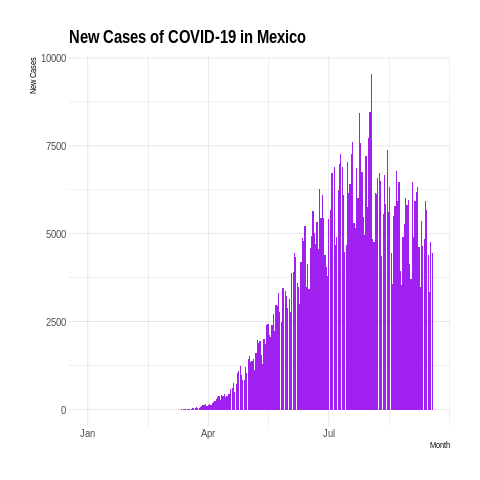 New Cases of COVID-19 in Mexico
New Cases
10000
7500
5000
2500
0
Jan Apr Jul
Month